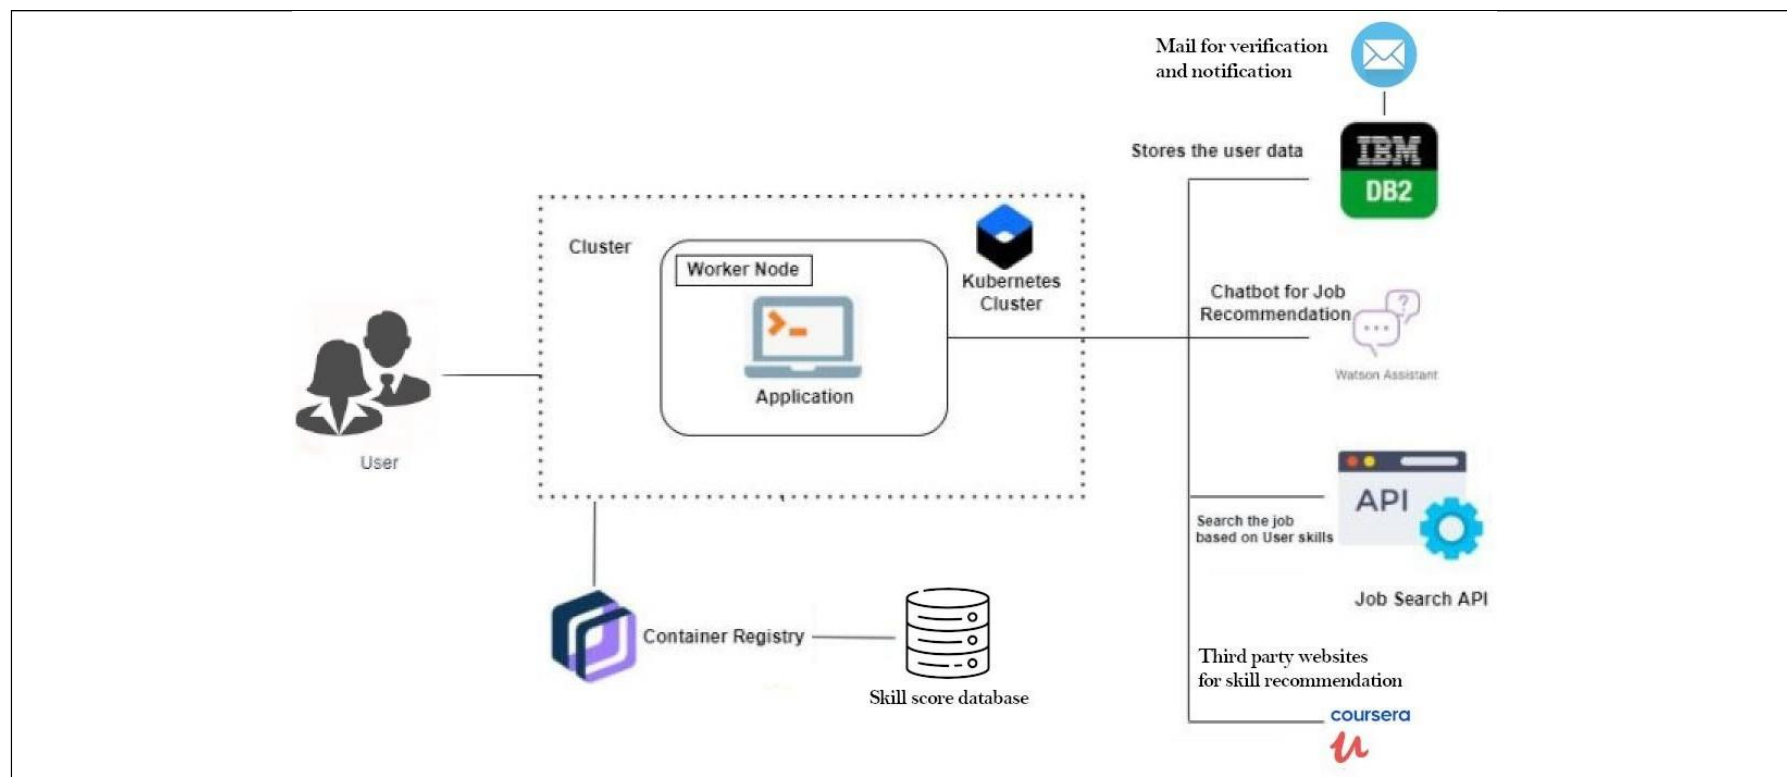 Mail for verification
and notification
Stores the user data
IBM
DB2
Cluster
Worker Node
Application
Kubernetes
Cluster
Chatbot for Job
Recommendation
Watson Assistant
User
API
Search the job
based on User skills
Job Search API
Container Registry
Skill score database
Third party websites
for skill recommendation
coursera
u